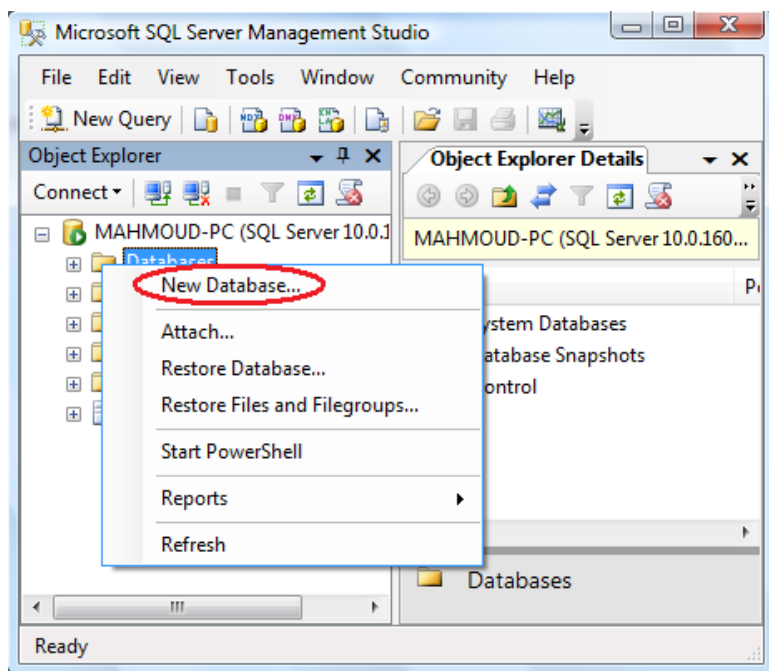 Microsoft SQL Server Management Studio
File Edit View Tools Window Community Help
New Query
Object Explorer
Connect
MAHMOUD-PC (SQL Server 10.0.1
Databases
New Database...
Attach...
Restore Database...
Restore Files and Filegroups...
Start PowerShell
Reports
Refresh
Object Explorer Details
MAHMOUD-PC (SQL Server 10.0.160...
ystem Databases
atabase Snapshots
ontrol
Databases
Ready